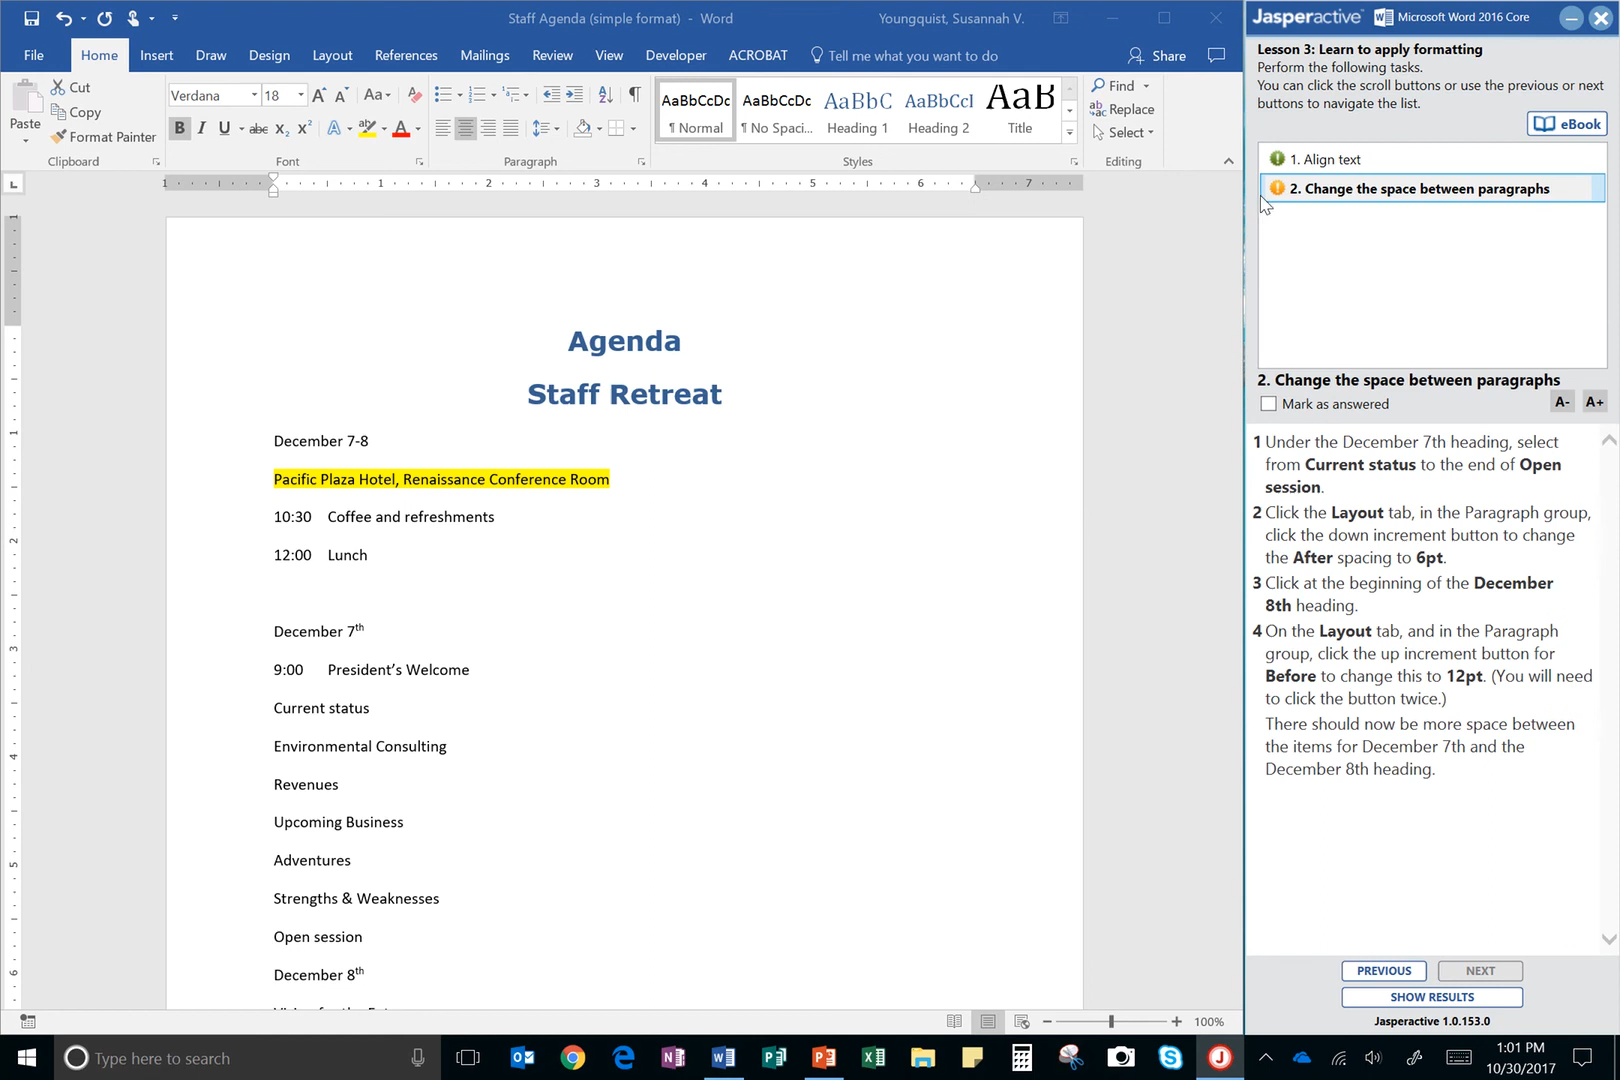 Staff Agenda (simple format) - Word
Youngquist, Susannah V.
File Home Insert Draw Design Layout References Mailings Review View Developer ACROBAT Tell me what you want to do Share
Paste
Cut
Copy
Format Painter
Clipboard
Verdana 18 Aa
B I U abc X₂ X² A A
Font
Paragraph
AaBbCcDc AaBbCcDc AaBbC AaBbCcI AaB
¶ Normal ¶ No Spaci... Heading 1 Heading 2 Title
Styles
Find
Replace
Select
Editing
1 1 2 3 4 5 6 7
Agenda
Staff Retreat
December 7-8
Pacific Plaza Hotel, Renaissance Conference Room
10:30 Coffee and refreshments
12:00 Lunch
December 7th
9:00 President’s Welcome
Current status
Environmental Consulting
Revenues
Upcoming Business
Adventures
Strengths & Weaknesses
Open session
December 8th
100%
Jasperactive Microsoft Word 2016 Core
Lesson 3: Learn to apply formatting
Perform the following tasks.
You can click the scroll buttons or use the previous or next
buttons to navigate the list.
eBook
1. Align text
2. Change the space between paragraphs
2. Change the space between paragraphs
Mark as answered
A- A+
1 Under the December 7th heading, select
from Current status to the end of Open
session.
2 Click the Layout tab, in the Paragraph group,
click the down increment button to change
the After spacing to 6pt.
3 Click at the beginning of the December
8th heading.
4 On the Layout tab, and in the Paragraph
group, click the up increment button for
Before to change this to 12pt. (You will need
to click the button twice.)
There should now be more space between
the items for December 7th and the
December 8th heading.
PREVIOUS NEXT
SHOW RESULTS
Jasperactive 1.0.153.0
Type here to search
1:01 PM
10/30/2017